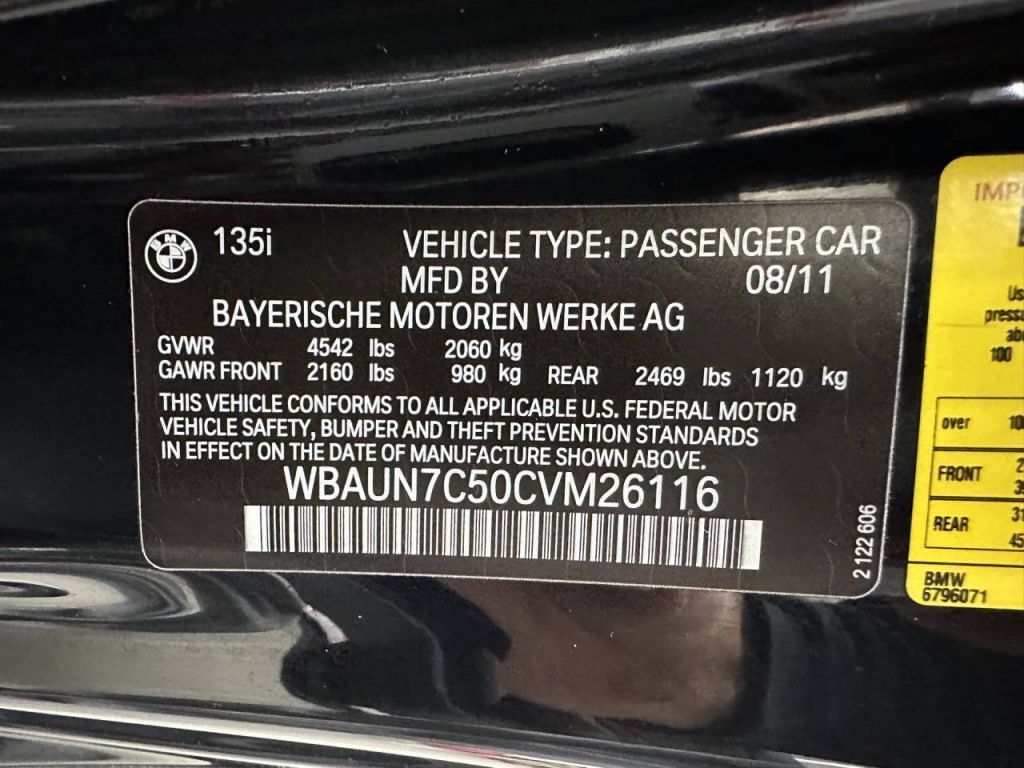 BMW
135i VEHICLE TYPE: PASSENGER CAR
MFD BY 08/11
BAYERISCHE MOTOREN WERKE AG
GVWR 4542 lbs 2060 kg
GAWR FRONT 2160 lbs 980 kg REAR 2469 lbs 1120 kg
THIS VEHICLE CONFORMS TO ALL APPLICABLE U.S. FEDERAL MOTOR
VEHICLE SAFETY, BUMPER AND THEFT PREVENTION STANDARDS
IN EFFECT ON THE DATE OF MANUFACTURE SHOWN ABOVE.
WBAUN7C50CVM26116
2 122 606
over
FRONT
REAR
BMW
6796071